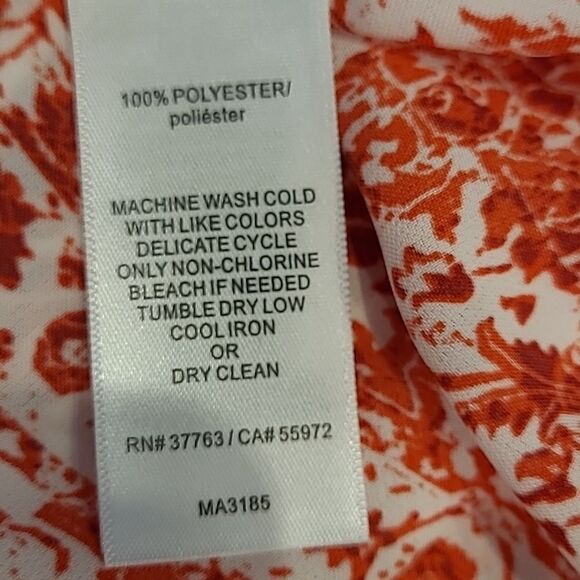 100% POLYESTER/
poliéster
MACHINE WASH COLD
WITH LIKE COLORS
DELICATE CYCLE
ONLY NON-CHLORINE
BLEACH IF NEEDED
TUMBLE DRY LOW
COOL IRON
OR
DRY CLEAN
RN# 37763 / CA# 55972
MA3185